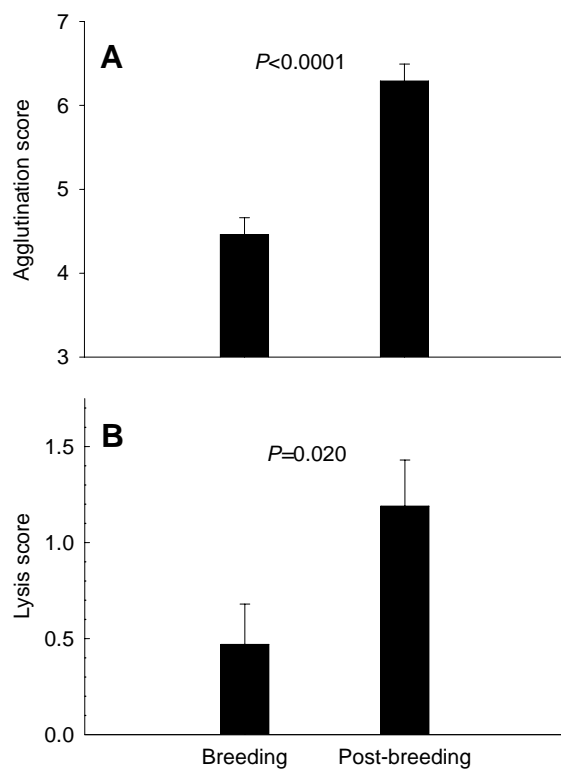 A
P<0.0001
Agglutination score
7
6
5
4
3
B
P=0.020
Lysis score
1.5
1.0
0.5
0.0
Breeding Post-breeding